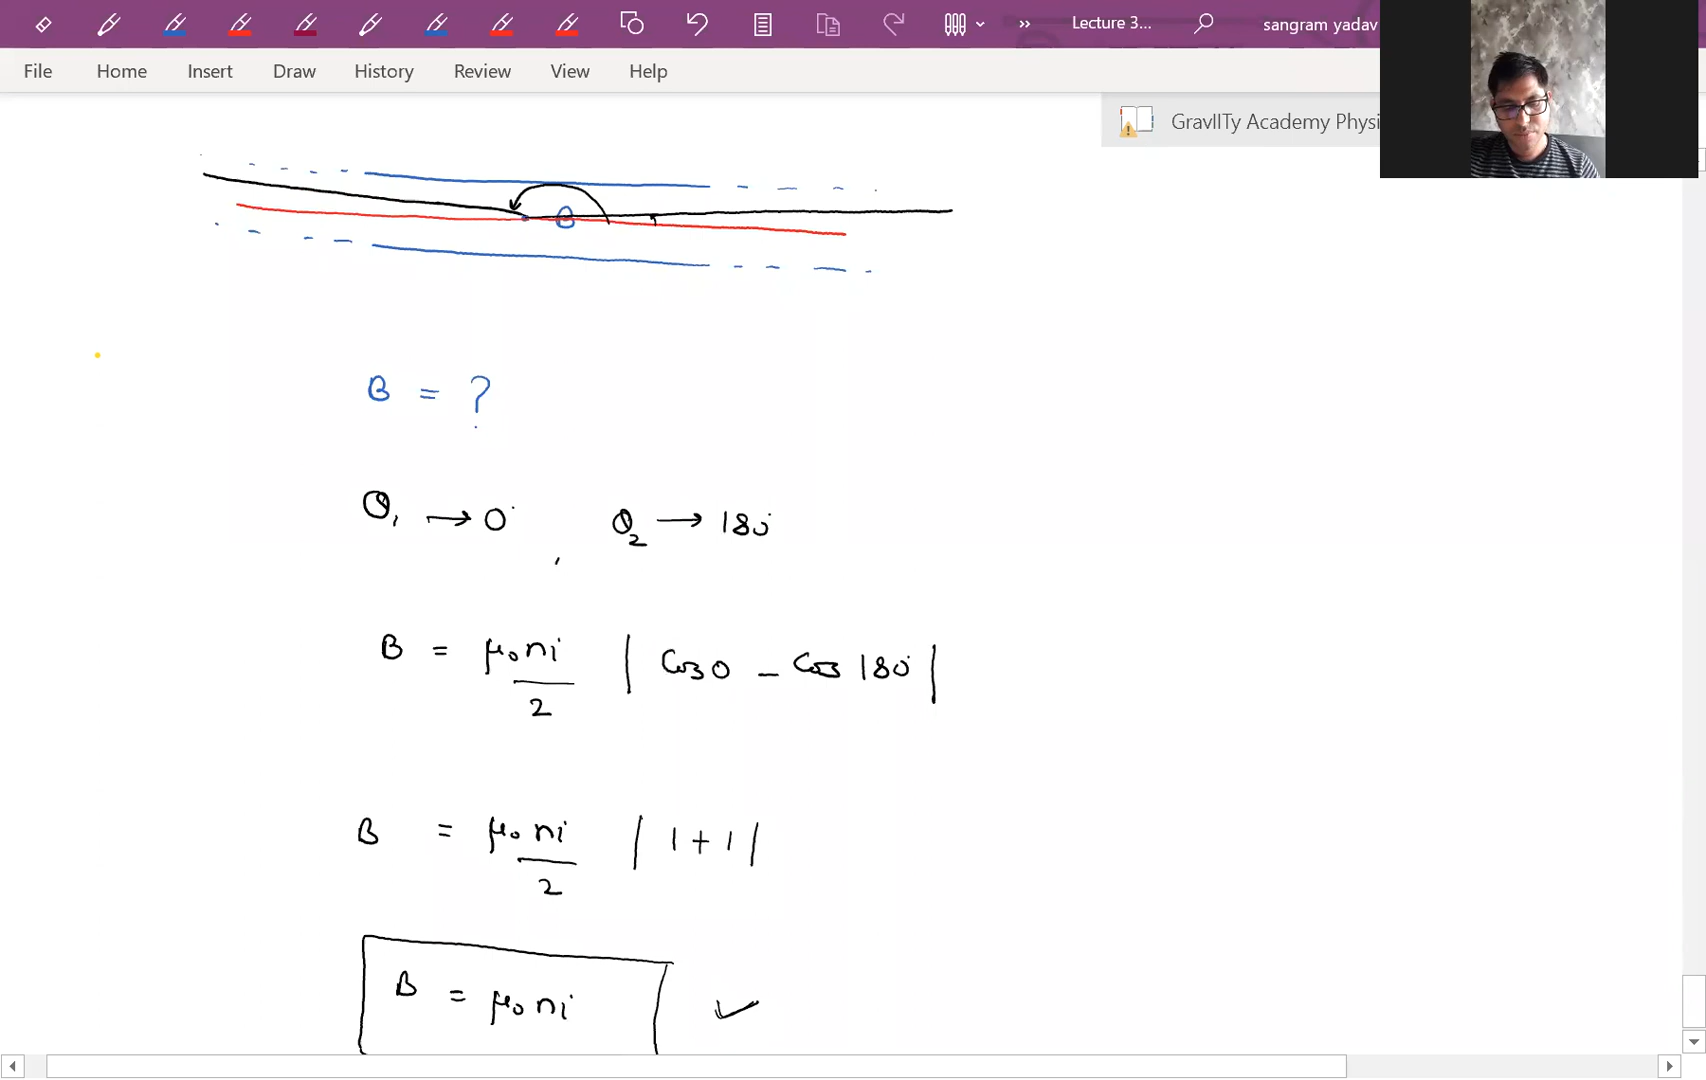 Lecture 3...
sangram yadav
File Home Insert Draw History Review View Help
GravIITy Academy Physi
B
B = ?
θ₁ → 0° , θ₂ → 180°
B = μ₀ni/2 | Cos 0 - Cos 180° |
B = μ₀ni/2 | 1 + 1 |
B = μ₀ni ✓